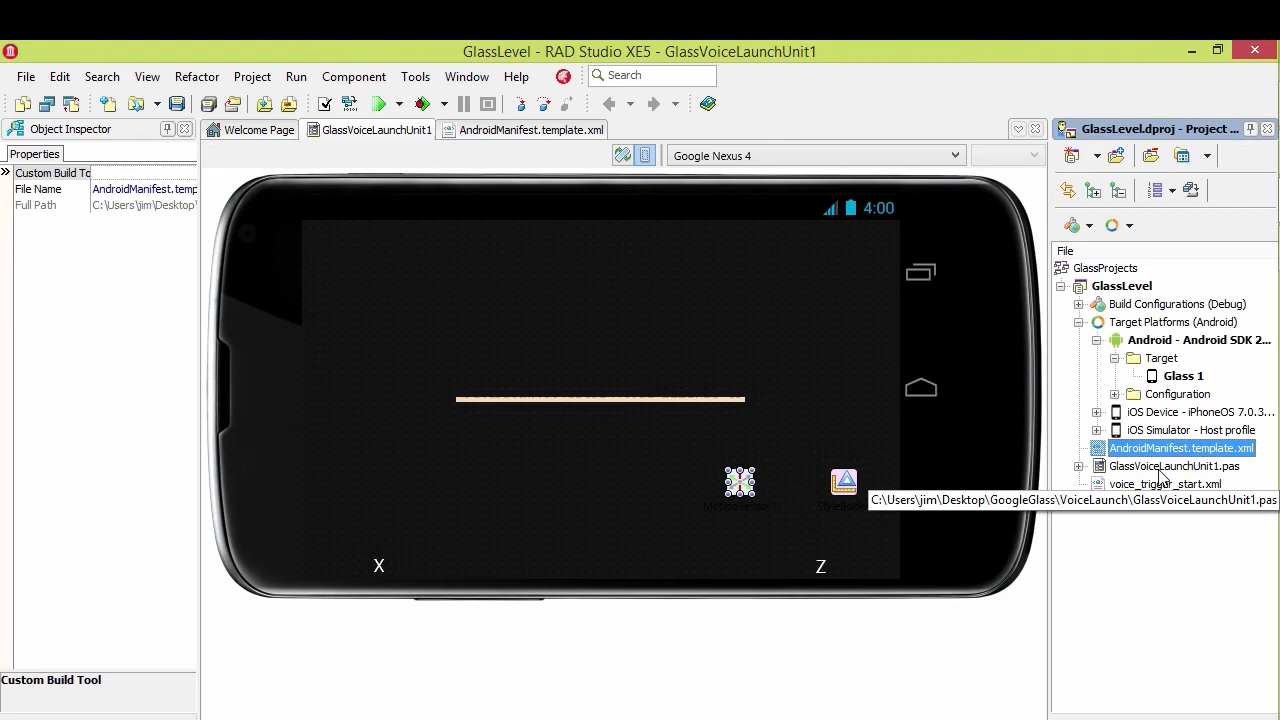 GlassLevel - RAD Studio XE5 - GlassVoiceLaunchUnit1
File Edit Search View Refactor Project Run Component Tools Window Help Search
Object Inspector
Welcome Page GlassVoiceLaunchUnit1 AndroidManifest.template.xml
GlassLevel.dproj - Project ...
Properties
Google Nexus 4
Custom Build To
File Name AndroidManifest.temp
Full Path C:\Users\jim\Desktop\
4:00
File
GlassProjects
GlassLevel
Build Configurations (Debug)
Target Platforms (Android)
Android - Android SDK 2...
Target
Glass 1
Configuration
iOS Device - iPhoneOS 7.0.3...
iOS Simulator - Host profile
AndroidManifest.template.xml
GlassVoiceLaunchUnit1.pas
voice_trigger_start.xml
C:\Users\jim\Desktop\GoogleGlass\VoiceLaunch\GlassVoiceLaunchUnit1.pas
MotionSensor1
X Z
Custom Build Tool